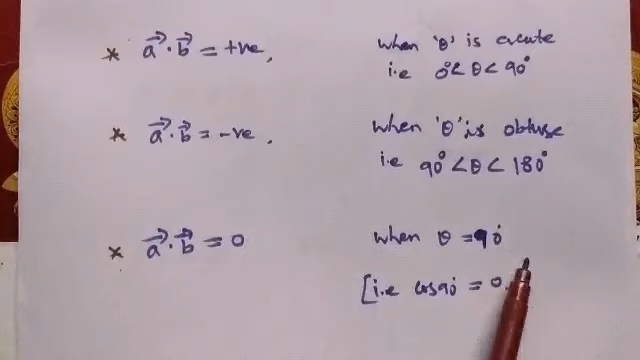 * a⃗·b⃗ = +ve, when 'θ' is acute
i.e 0° < θ < 90°
* a⃗·b⃗ = -ve, when 'θ' is obtuse
i.e 90° < θ < 180°
* a⃗·b⃗ = 0 when θ = 90°
[i.e cos90° = 0